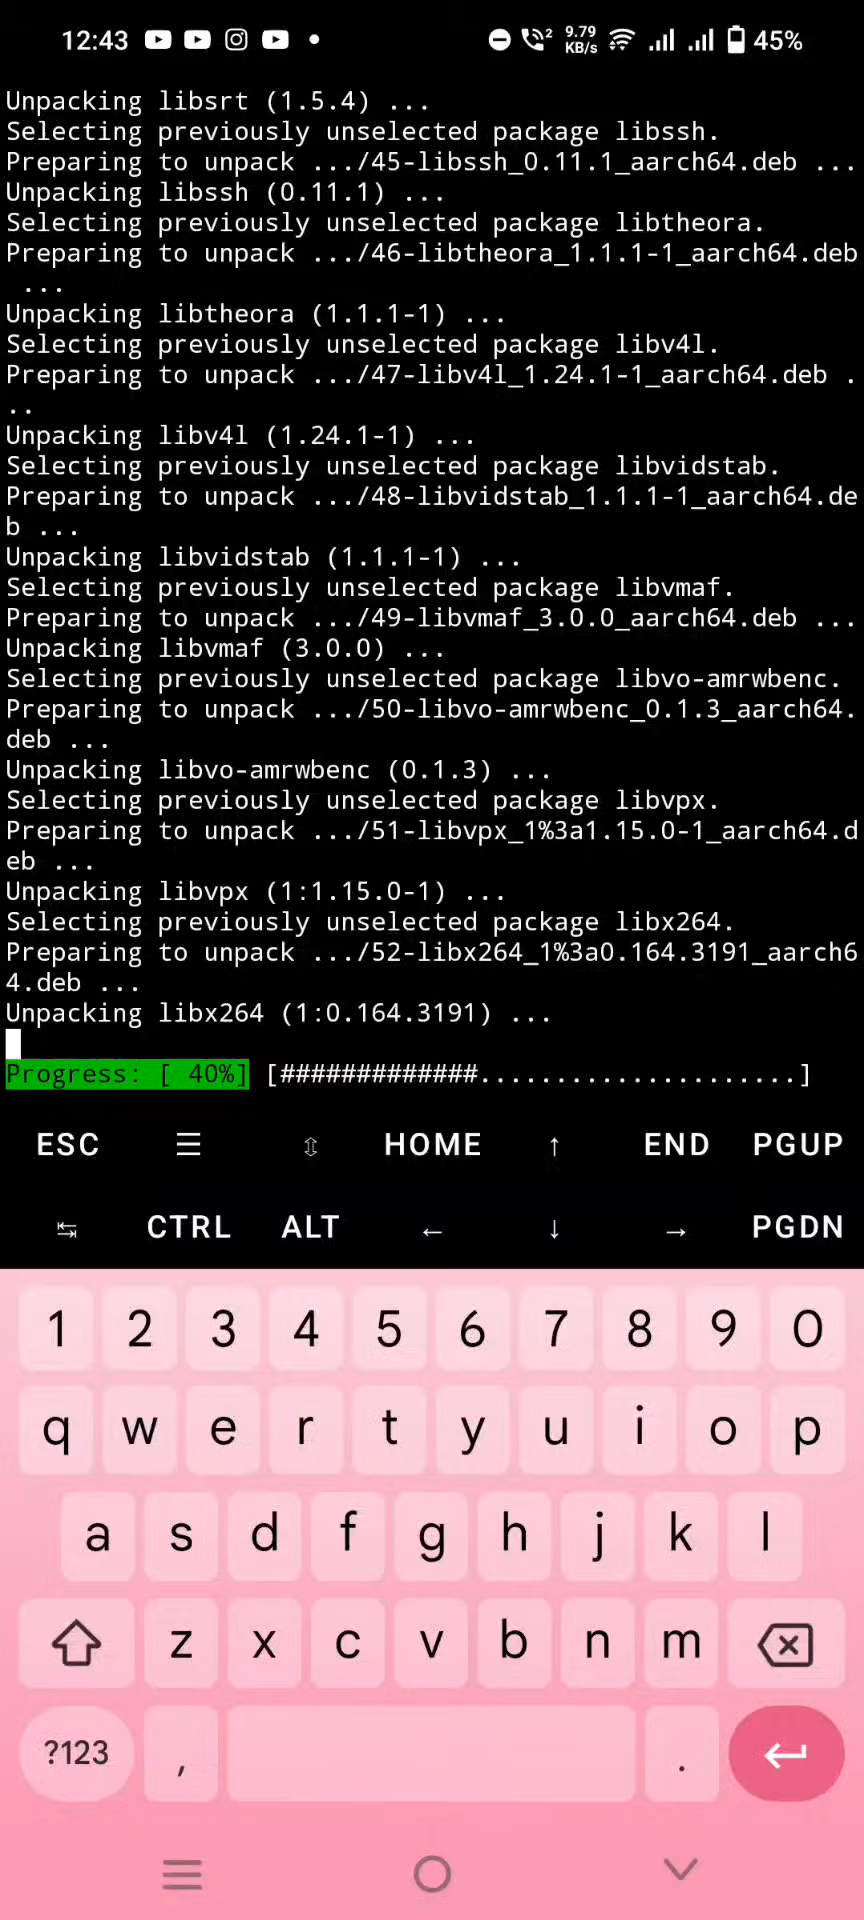 12:43 9.79 KB/s 2 45%
Unpacking libsrt (1.5.4) ...
Selecting previously unselected package libssh.
Preparing to unpack .../45-libssh_0.11.1_aarch64.deb ...
Unpacking libssh (0.11.1) ...
Selecting previously unselected package libtheora.
Preparing to unpack .../46-libtheora_1.1.1-1_aarch64.deb
 ...
Unpacking libtheora (1.1.1-1) ...
Selecting previously unselected package libv4l.
Preparing to unpack .../47-libv4l_1.24.1-1_aarch64.deb .
..
Unpacking libv4l (1.24.1-1) ...
Selecting previously unselected package libvidstab.
Preparing to unpack .../48-libvidstab_1.1.1-1_aarch64.de
b ...
Unpacking libvidstab (1.1.1-1) ...
Selecting previously unselected package libvmaf.
Preparing to unpack .../49-libvmaf_3.0.0_aarch64.deb ...
Unpacking libvmaf (3.0.0) ...
Selecting previously unselected package libvo-amrwbenc.
Preparing to unpack .../50-libvo-amrwbenc_0.1.3_aarch64.
deb ...
Unpacking libvo-amrwbenc (0.1.3) ...
Selecting previously unselected package libvpx.
Preparing to unpack .../51-libvpx_1%3a1.15.0-1_aarch64.d
eb ...
Unpacking libvpx (1:1.15.0-1) ...
Selecting previously unselected package libx264.
Preparing to unpack .../52-libx264_1%3a0.164.3191_aarch6
4.deb ...
Unpacking libx264 (1:0.164.3191) ...
Progress: [ 40%] [#############.....................]
ESC ☰ ⇳ HOME ↑ END PGUP
↹ CTRL ALT ← ↓ → PGDN
1 2 3 4 5 6 7 8 9 0
q w e r t y u i o p
a s d f g h j k l
z x c v b n m
?123 , .